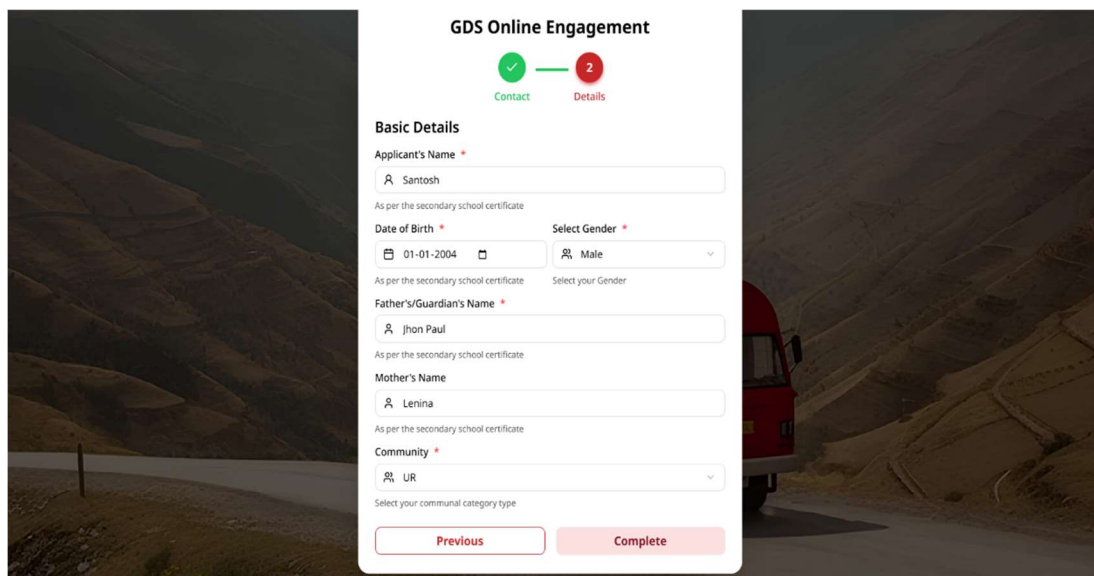 GDS Online Engagement
2
Contact Details
Basic Details
Applicant's Name *
Santosh
As per the secondary school certificate
Date of Birth * Select Gender *
01-01-2004 Male
As per the secondary school certificate Select your Gender
Father's/Guardian's Name *
Jhon Paul
As per the secondary school certificate
Mother's Name
Lenina
As per the secondary school certificate
Community *
UR
Select your communal category type
Previous Complete